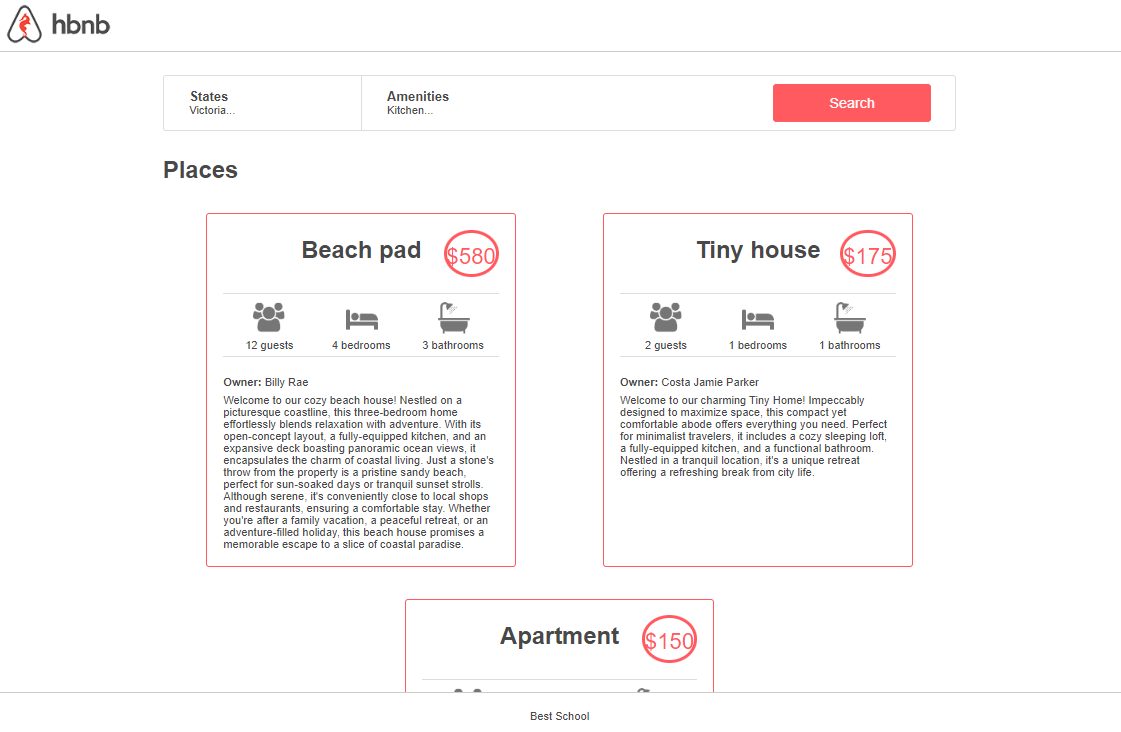 hbnb
States
Victoria...
Amenities
Kitchen...
Search
Places
Beach pad
$580
12 guests
4 bedrooms
3 bathrooms
Owner: Billy Rae
Welcome to our cozy beach house! Nestled on a
picturesque coastline, this three-bedroom home
effortlessly blends relaxation with adventure. With its
open-concept layout, a fully-equipped kitchen, and an
expansive deck boasting panoramic ocean views, it
encapsulates the charm of coastal living. Just a stone's
throw from the property is a pristine sandy beach,
perfect for sun-soaked days or tranquil sunset strolls.
Although serene, it's conveniently close to local shops
and restaurants, ensuring a comfortable stay. Whether
you're after a family vacation, a peaceful retreat, or an
adventure-filled holiday, this beach house promises a
memorable escape to a slice of coastal paradise.
Tiny house
$175
2 guests
1 bedrooms
1 bathrooms
Owner: Costa Jamie Parker
Welcome to our charming Tiny Home! Impeccably
designed to maximize space, this compact yet
comfortable abode offers everything you need. Perfect
for minimalist travelers, it includes a cozy sleeping loft,
a fully-equipped kitchen, and a functional bathroom.
Nestled in a tranquil location, it's a unique retreat
offering a refreshing break from city life.
Apartment
$150
Best School